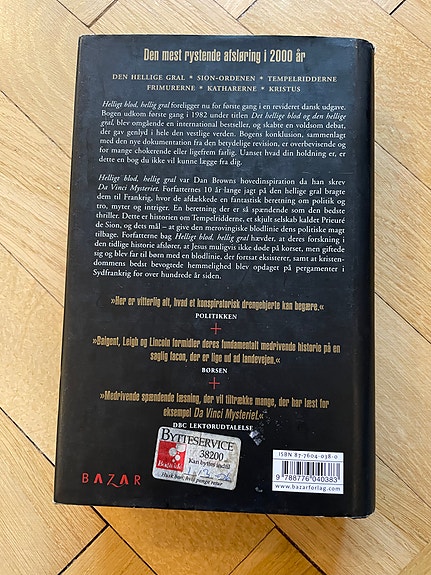 Den mest rystende afsløring i 2000 år
DEN HELLIGE GRAL * SION-ORDENEN * TEMPELRIDDERNE
FRIMURERNE * KATHARERNE * KRISTUS
Helligt blod, hellig gral foreligger nu for første gang i en revideret dansk udgave.
Bogen udkom første gang i 1982 under titlen Det hellige blod og den hellige
gral, blev omgående en international bestseller, og skabte en voldsom debat,
der gav genlyd i hele den vestlige verden. Bogens konklusion, sammenlagt
med den nye dokumentation fra den betydelige revision, er overbevisende og
for mange chokerende eller ligefrem farlig. Uanset hvad din holdning er, er
dette en bog du ikke vil kunne lægge fra dig.
Helligt blod, hellig gral var Dan Browns hovedinspiration da han skrev
Da Vinci Mysteriet. Forfatternes 10 år lange jagt på den hellige gral bragte
dem til Frankrig, hvor de afdækkede en fantastisk beretning om politik og
tro, myter og intriger. En beretning der er så spændende som den bedste
thriller. Dette er historien om Tempelridderne, et skjult selskab kaldet Prieuré
de Sion, og dets mål – at give den merovingiske blodlinie dens politiske magt
tilbage. Forfatterne bag Helligt blod, hellig gral hævder, at deres forskning i
den tidlige historie afslører, at Jesus muligvis ikke døde på korset, men giftede
sig og blev far til børn med en blodlinie, der fortsat eksisterer, samt at kristen-
dommens bedst bevogtede hemmelighed blev opdaget på pergamenter i
Sydfrankrig for over hundrede år siden.
»Her er vitterlig alt, hvad et konspiratorisk drengehjerte kan begære.«
POLITIKKEN
»Baigent, Leigh og Lincoln formidler deres fundamentalt medrivende historie på en
saglig facon, der er lige ud ad landevejen.«
BØRSEN
»Medrivende spændende læsning, der vil tiltrække mange, der har læst for
eksempel Da Vinci Mysteriet.«
DBC LEKTØRUDTALELSE
BYTTESERVICE
38200
Kan byttes indtil
Husk bon, hvis penge retur
Bog & idé
BAZAR
ISBN 87-7604-038-0
9 788776 040383
www.bazarforlag.com